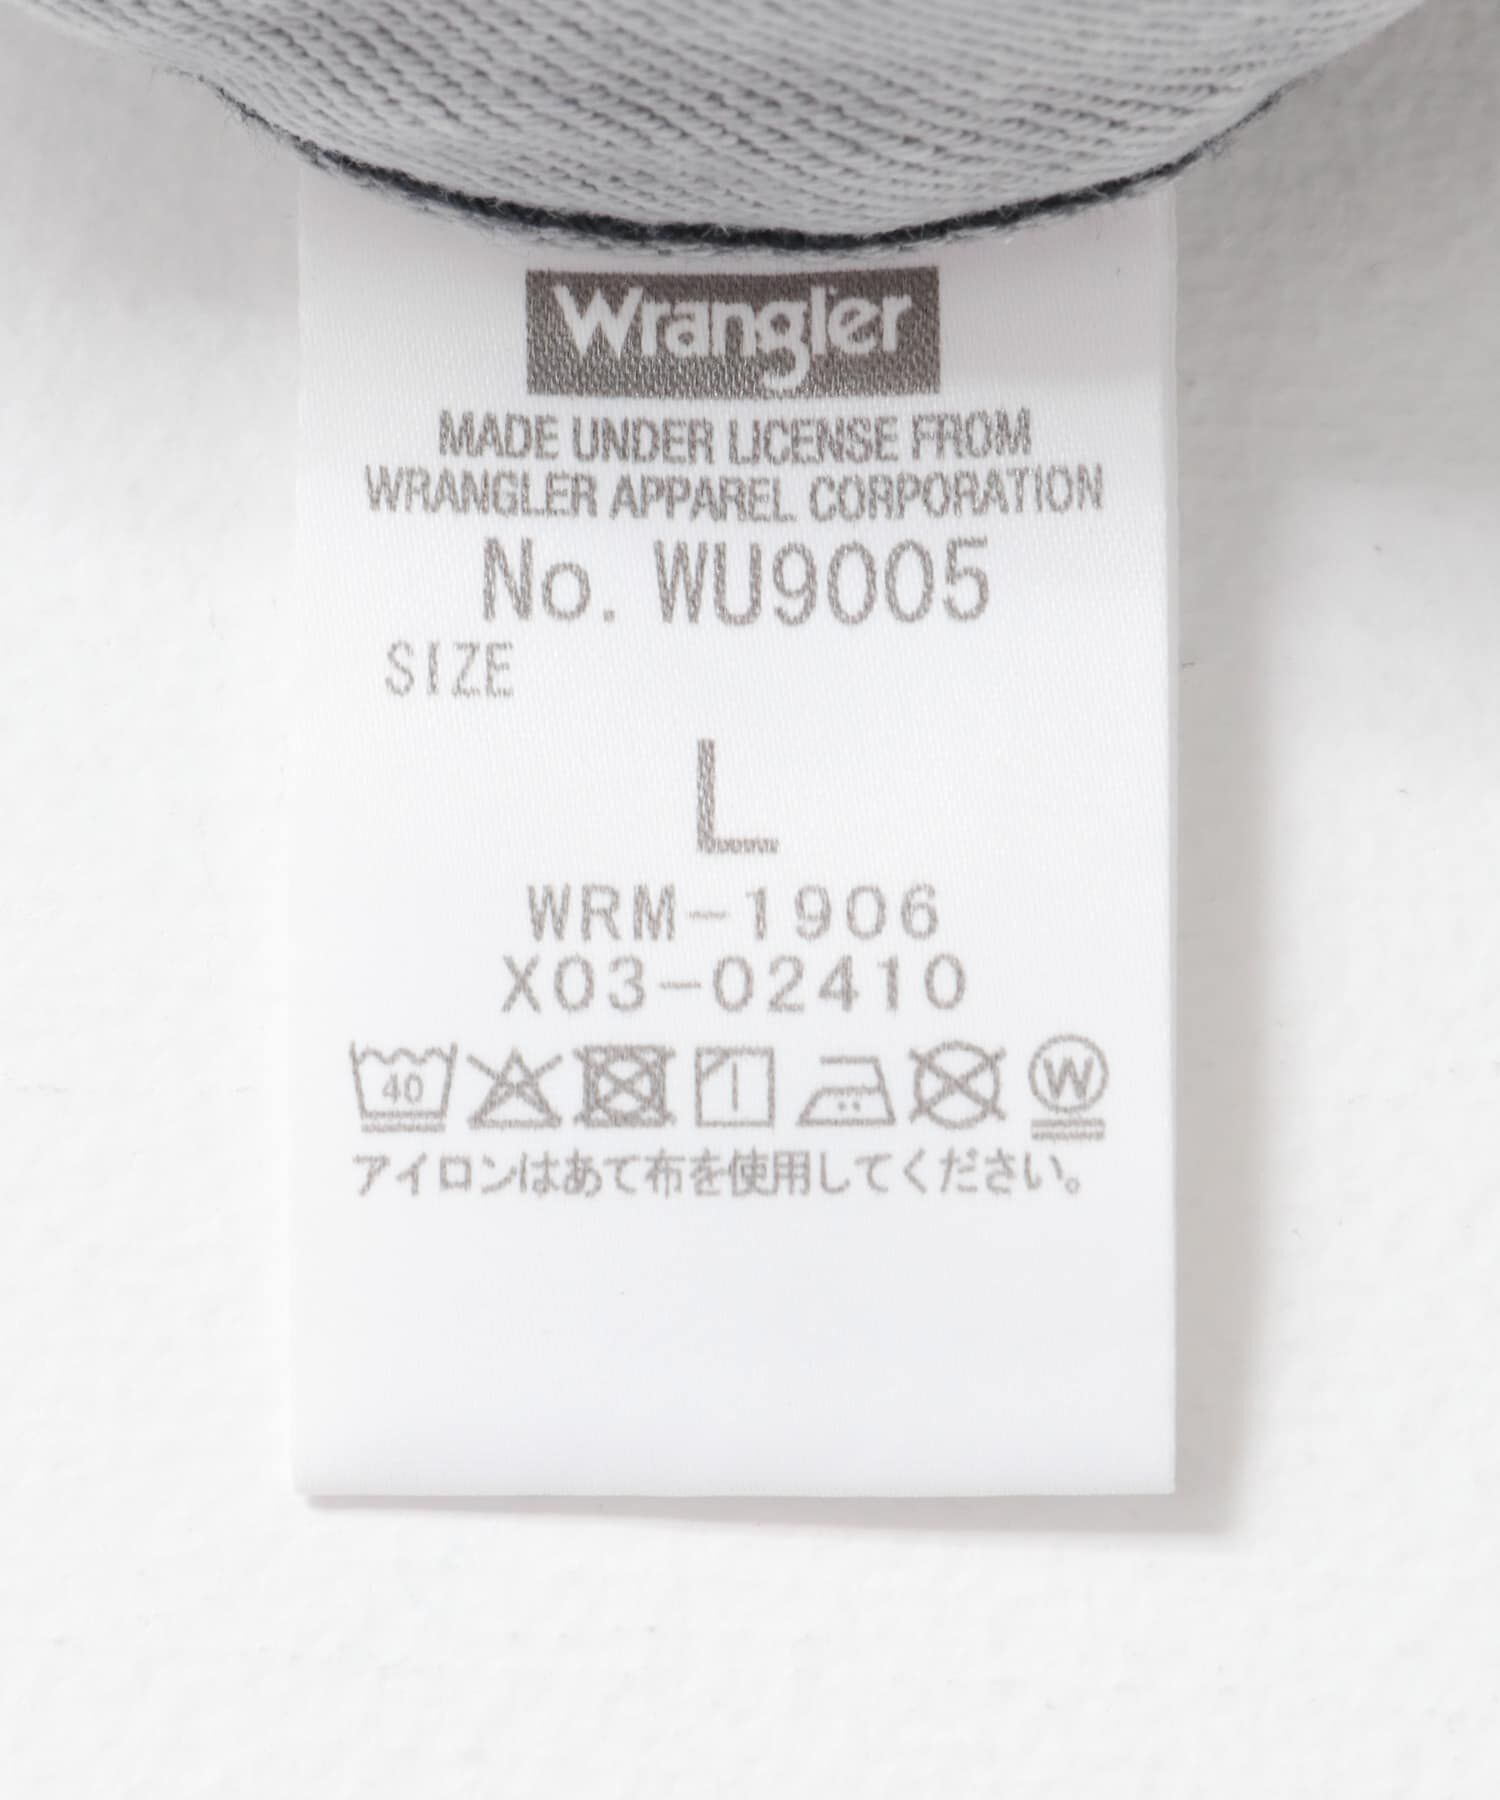 Wrangler
MADE UNDER LICENSE FROM
WRANGLER APPAREL CORPORATION
No. WU9005
SIZE
L
WRM-1906
X03-02410
40 W
アイロンはあて布を使用してください。